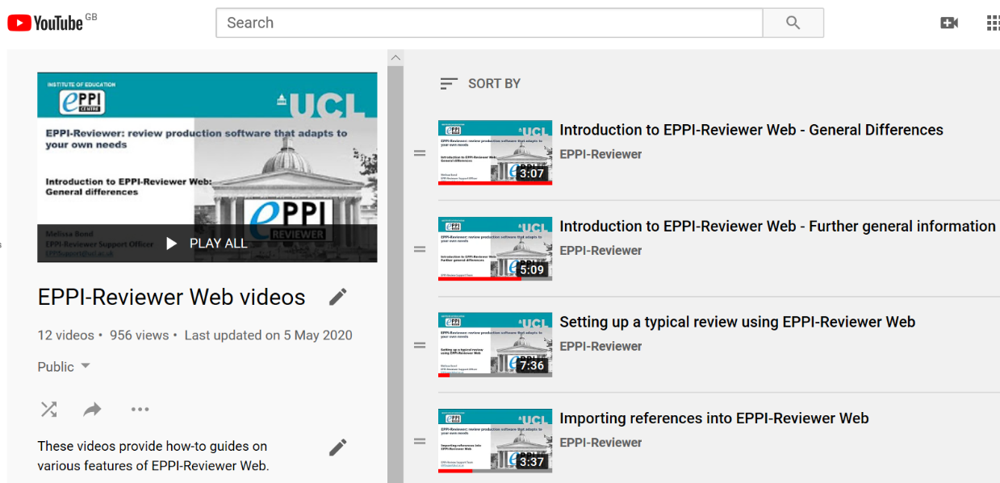 YouTube GB
Search
INSTITUTE OF EDUCATION
ePPI
CENTRE
UCL
EPPI-Reviewer: review production software that adapts to
your own needs
Introduction to EPPI-Reviewer Web:
General differences
ePPI
REVIEWER
Melissa Bond
EPPI-Reviewer Support Officer
EPPISupport@ucl.ac.uk
PLAY ALL
EPPI-Reviewer Web videos
12 videos • 956 views • Last updated on 5 May 2020
Public
These videos provide how-to guides on
various features of EPPI-Reviewer Web.
SORT BY
Introduction to EPPI-Reviewer Web - General Differences
EPPI-Reviewer
3:07
Introduction to EPPI-Reviewer Web - Further general information
EPPI-Reviewer
5:09
Setting up a typical review using EPPI-Reviewer Web
EPPI-Reviewer
7:36
Importing references into EPPI-Reviewer Web
EPPI-Reviewer
3:37